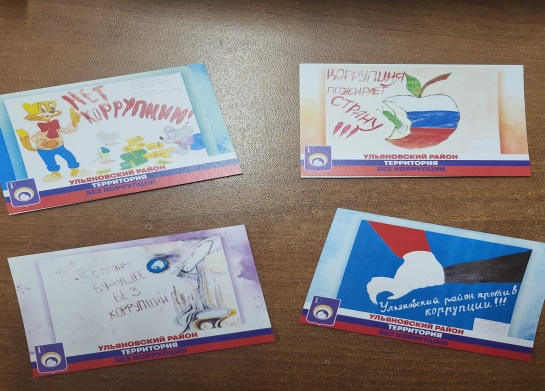 НЕТ
КОРРУПЦИИ!
УЛЬЯНОВСКИЙ РАЙОН
ТЕРРИТОРИЯ
БЕЗ КОРРУПЦИИ
КОРРУПЦИЯ
ПОЖИРАЕТ
СТРАНУ
!!!
УЛЬЯНОВСКИЙ РАЙОН
ТЕРРИТОРИЯ
БЕЗ КОРРУПЦИИ
СТРОИМ
БУДУЩЕЕ
БЕЗ
КОРРУПЦИИ
УЛЬЯНОВСКИЙ РАЙОН
ТЕРРИТОРИЯ
БЕЗ КОРРУПЦИИ
Ульяновский район против
коррупции!!!
УЛЬЯНОВСКИЙ РАЙОН
ТЕРРИТОРИЯ
БЕЗ КОРРУПЦИИ